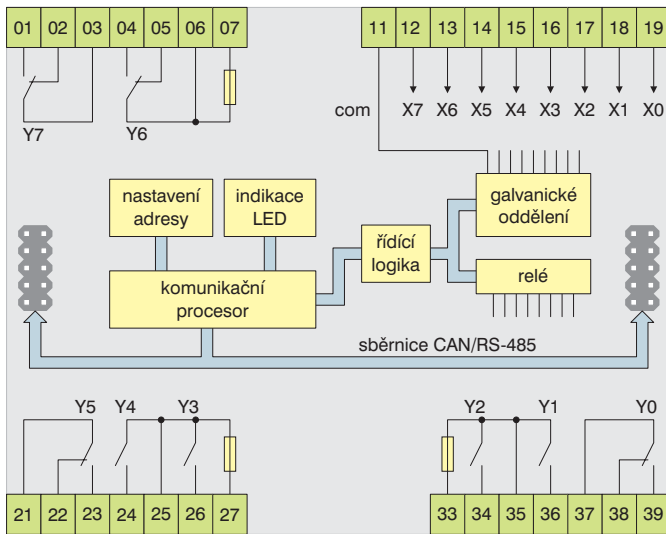 01 02 03 04 05 06 07
11 12 13 14 15 16 17 18 19
com X7 X6 X5 X4 X3 X2 X1 X0
Y7 Y6
nastavení
adresy
indikace
LED
galvanické
oddělení
řídící
logika
komunikační
procesor
relé
sběrnice CAN/RS-485
Y5 Y4 Y3
Y2 Y1 Y0
21 22 23 24 25 26 27
33 34 35 36 37 38 39